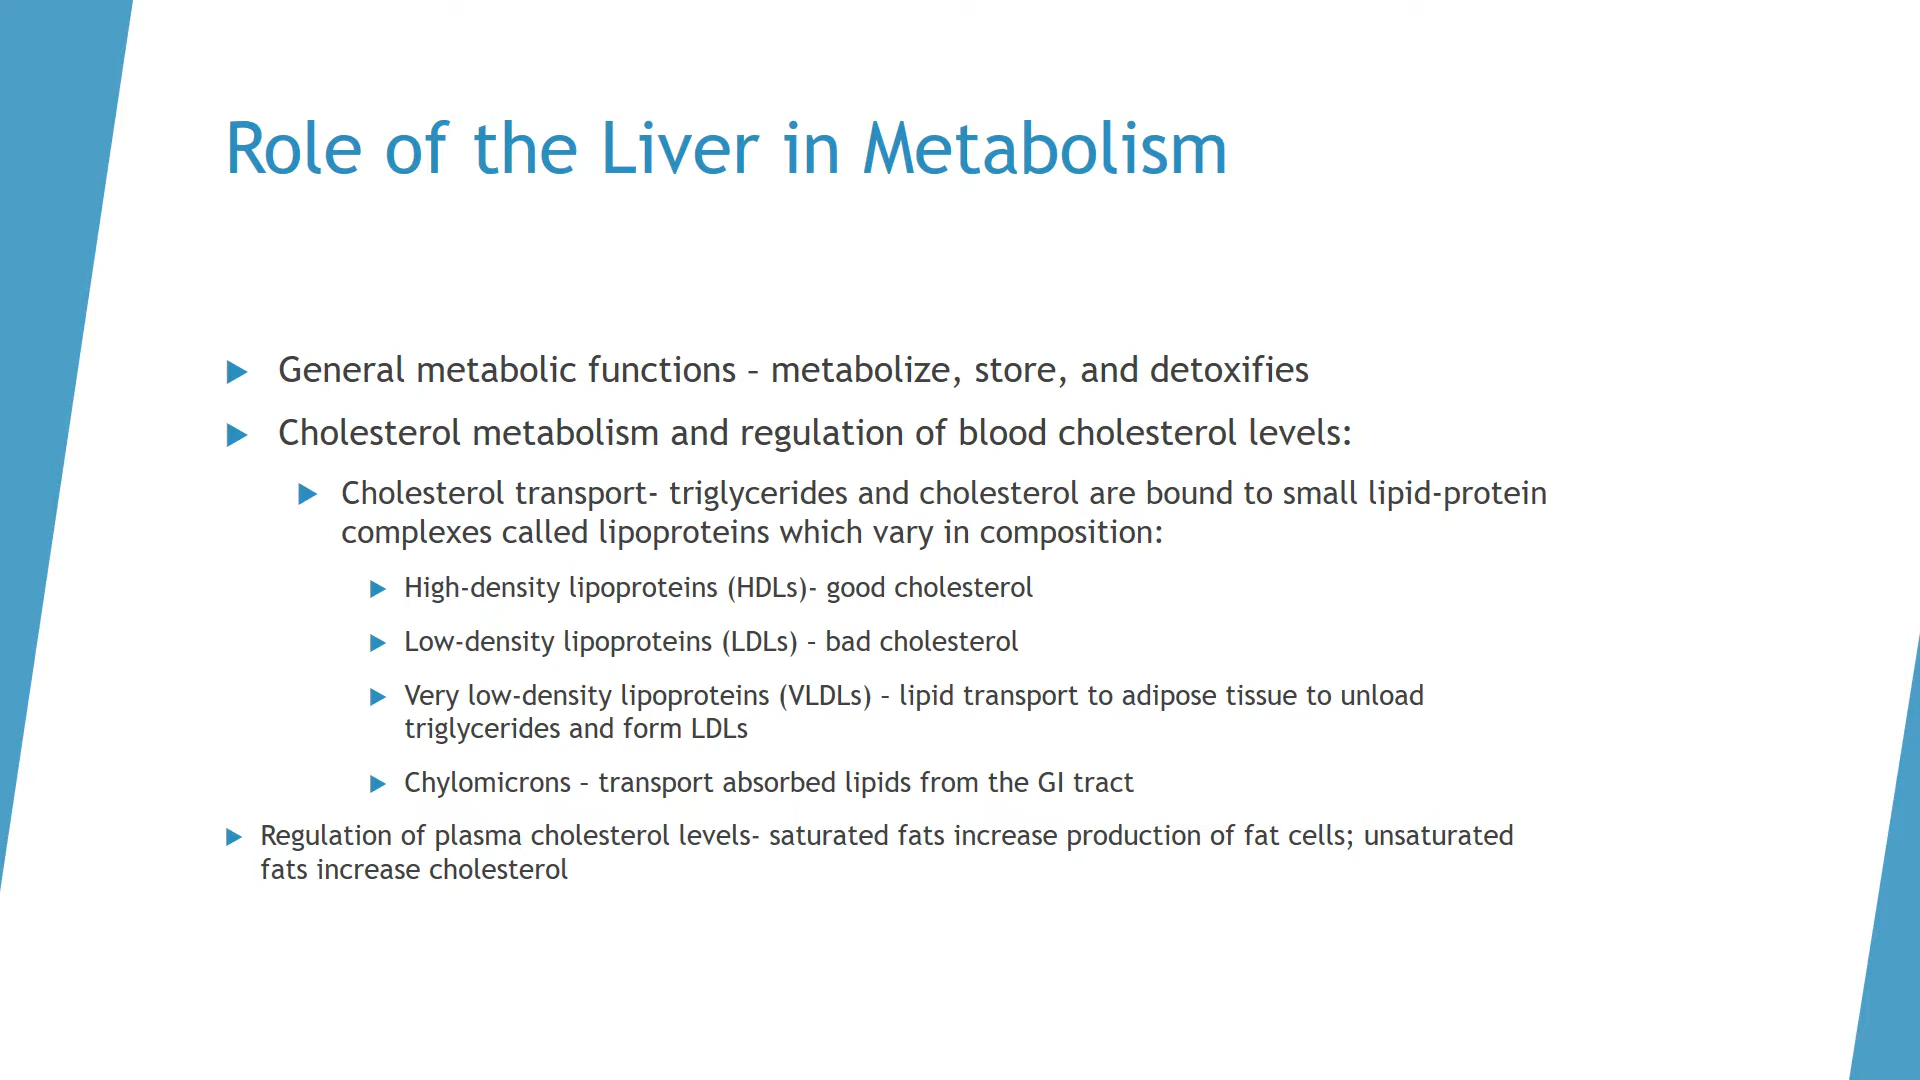 Role of the Liver in Metabolism
General metabolic functions – metabolize, store, and detoxifies
Cholesterol metabolism and regulation of blood cholesterol levels:
Cholesterol transport- triglycerides and cholesterol are bound to small lipid-protein
complexes called lipoproteins which vary in composition:
High-density lipoproteins (HDLs)- good cholesterol
Low-density lipoproteins (LDLs) – bad cholesterol
Very low-density lipoproteins (VLDLs) – lipid transport to adipose tissue to unload
triglycerides and form LDLs
Chylomicrons – transport absorbed lipids from the GI tract
Regulation of plasma cholesterol levels- saturated fats increase production of fat cells; unsaturated
fats increase cholesterol